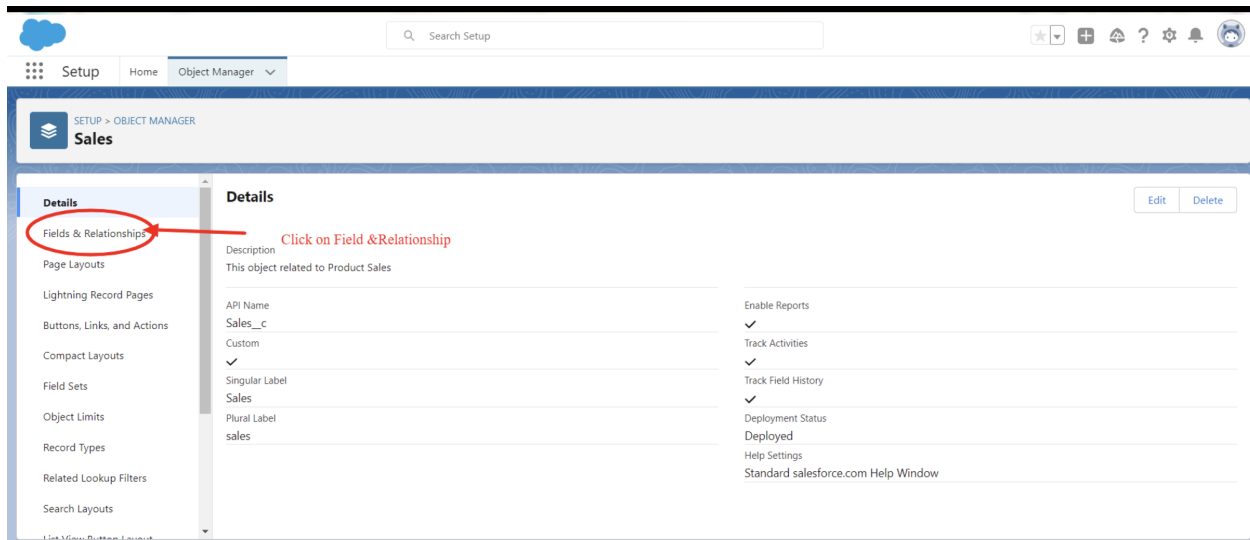 Search Setup
Setup
Home
Object Manager
SETUP > OBJECT MANAGER
Sales
Details
Fields & Relationships
Page Layouts
Lightning Record Pages
Buttons, Links, and Actions
Compact Layouts
Field Sets
Object Limits
Record Types
Related Lookup Filters
Search Layouts
List View Button Layout
Details
Edit
Delete
Click on Field &Relationship
Description
This object related to Product Sales
API Name
Sales__c
Custom
Singular Label
Sales
Plural Label
sales
Enable Reports
Track Activities
Track Field History
Deployment Status
Deployed
Help Settings
Standard salesforce.com Help Window